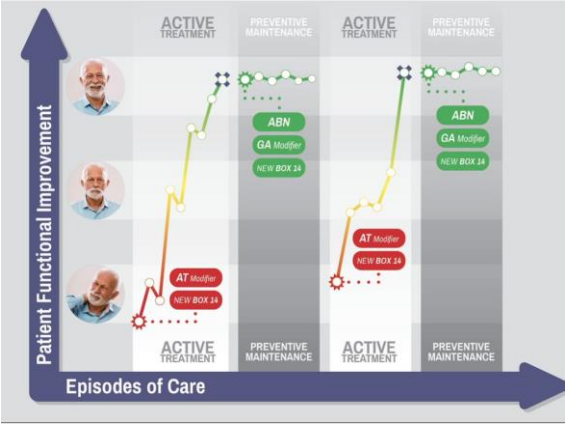 ACTIVE
TREATMENT
PREVENTIVE
MAINTENANCE
ACTIVE
TREATMENT
PREVENTIVE
MAINTENANCE
Patient Functional Improvement
ABN
GA Modifier
NEW BOX 14
ABN
GA Modifier
NEW BOX 14
AT Modifier
NEW BOX 14
AT Modifier
NEW BOX 14
ACTIVE
TREATMENT
PREVENTIVE
MAINTENANCE
ACTIVE
TREATMENT
PREVENTIVE
MAINTENANCE
Episodes of Care